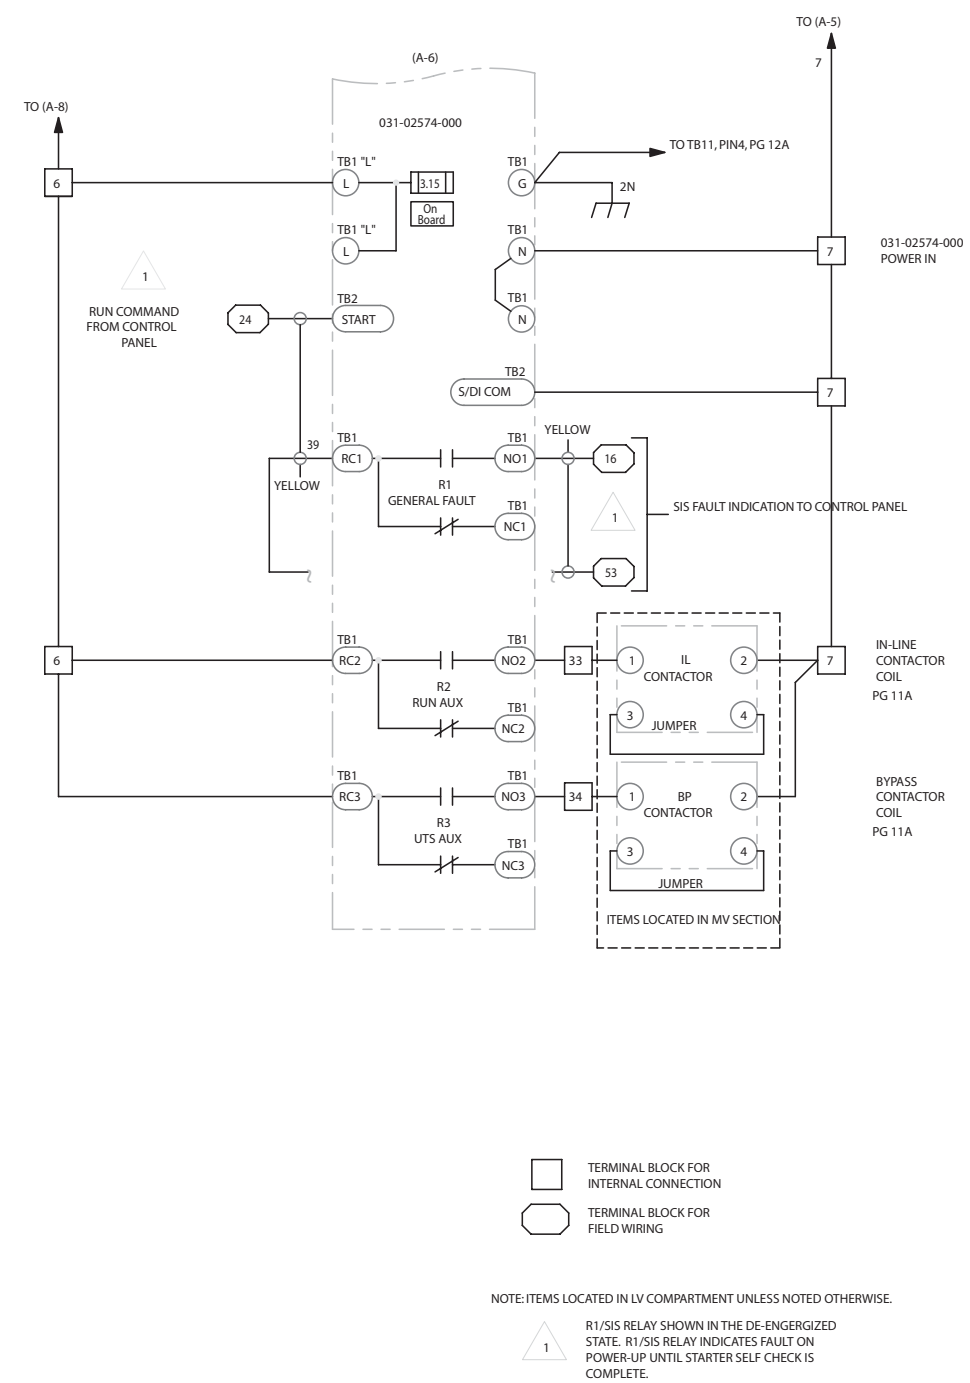 TO (A-5)
7
(A-6)
TO (A-8)
031-02574-000
TO TB11, PIN4, PG 12A
TB1 "L"
TB1
6
L
3.15
G
2N
On
Board
TB1 "L"
TB1
L
N
7
031-02574-000
POWER IN
1
RUN COMMAND
FROM CONTROL
PANEL
TB2
TB1
24
START
N
TB2
S/DI COM
7
YELLOW
39
TB1
TB1
RC1
NO1
16
YELLOW
R1
GENERAL FAULT
TB1
NC1
1
SIS FAULT INDICATION TO CONTROL PANEL
53
TB1
TB1
6
RC2
NO2
33
1
IL
CONTACTOR
2
7
IN-LINE
CONTACTOR
COIL
PG 11A
R2
RUN AUX
TB1
NC2
3
4
JUMPER
TB1
TB1
RC3
NO3
34
1
BP
CONTACTOR
2
BYPASS
CONTACTOR
COIL
PG 11A
R3
UTS AUX
TB1
NC3
3
4
JUMPER
ITEMS LOCATED IN MV SECTION
TERMINAL BLOCK FOR
INTERNAL CONNECTION
TERMINAL BLOCK FOR
FIELD WIRING
NOTE: ITEMS LOCATED IN LV COMPARTMENT UNLESS NOTED OTHERWISE.
1
R1/SIS RELAY SHOWN IN THE DE-ENGERGIZED
STATE. R1/SIS RELAY INDICATES FAULT ON
POWER-UP UNTIL STARTER SELF CHECK IS
COMPLETE.